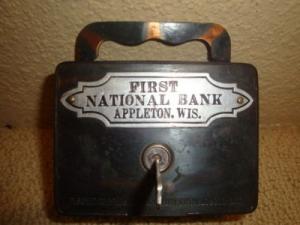 FIRST
NATIONAL BANK
APPLETON, WIS.